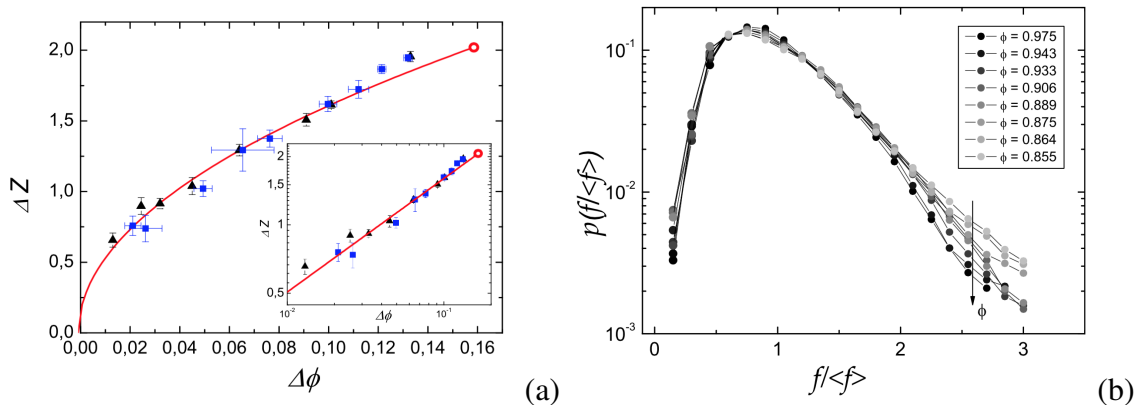 2,0
1,5
1,0
0,5
0,0
ΔZ
0,00 0,02 0,04 0,06 0,08 0,10 0,12 0,14 0,16
Δϕ
2
1.5
1
0,5
ΔZ
10⁻² 10⁻¹
Δϕ
(a)
10⁻¹
10⁻²
10⁻³
p(f/<f>)
ϕ = 0.975
ϕ = 0.943
ϕ = 0.933
ϕ = 0.906
ϕ = 0.889
ϕ = 0.875
ϕ = 0.864
ϕ = 0.855
ϕ
0 1 2 3
f/<f>
(b)